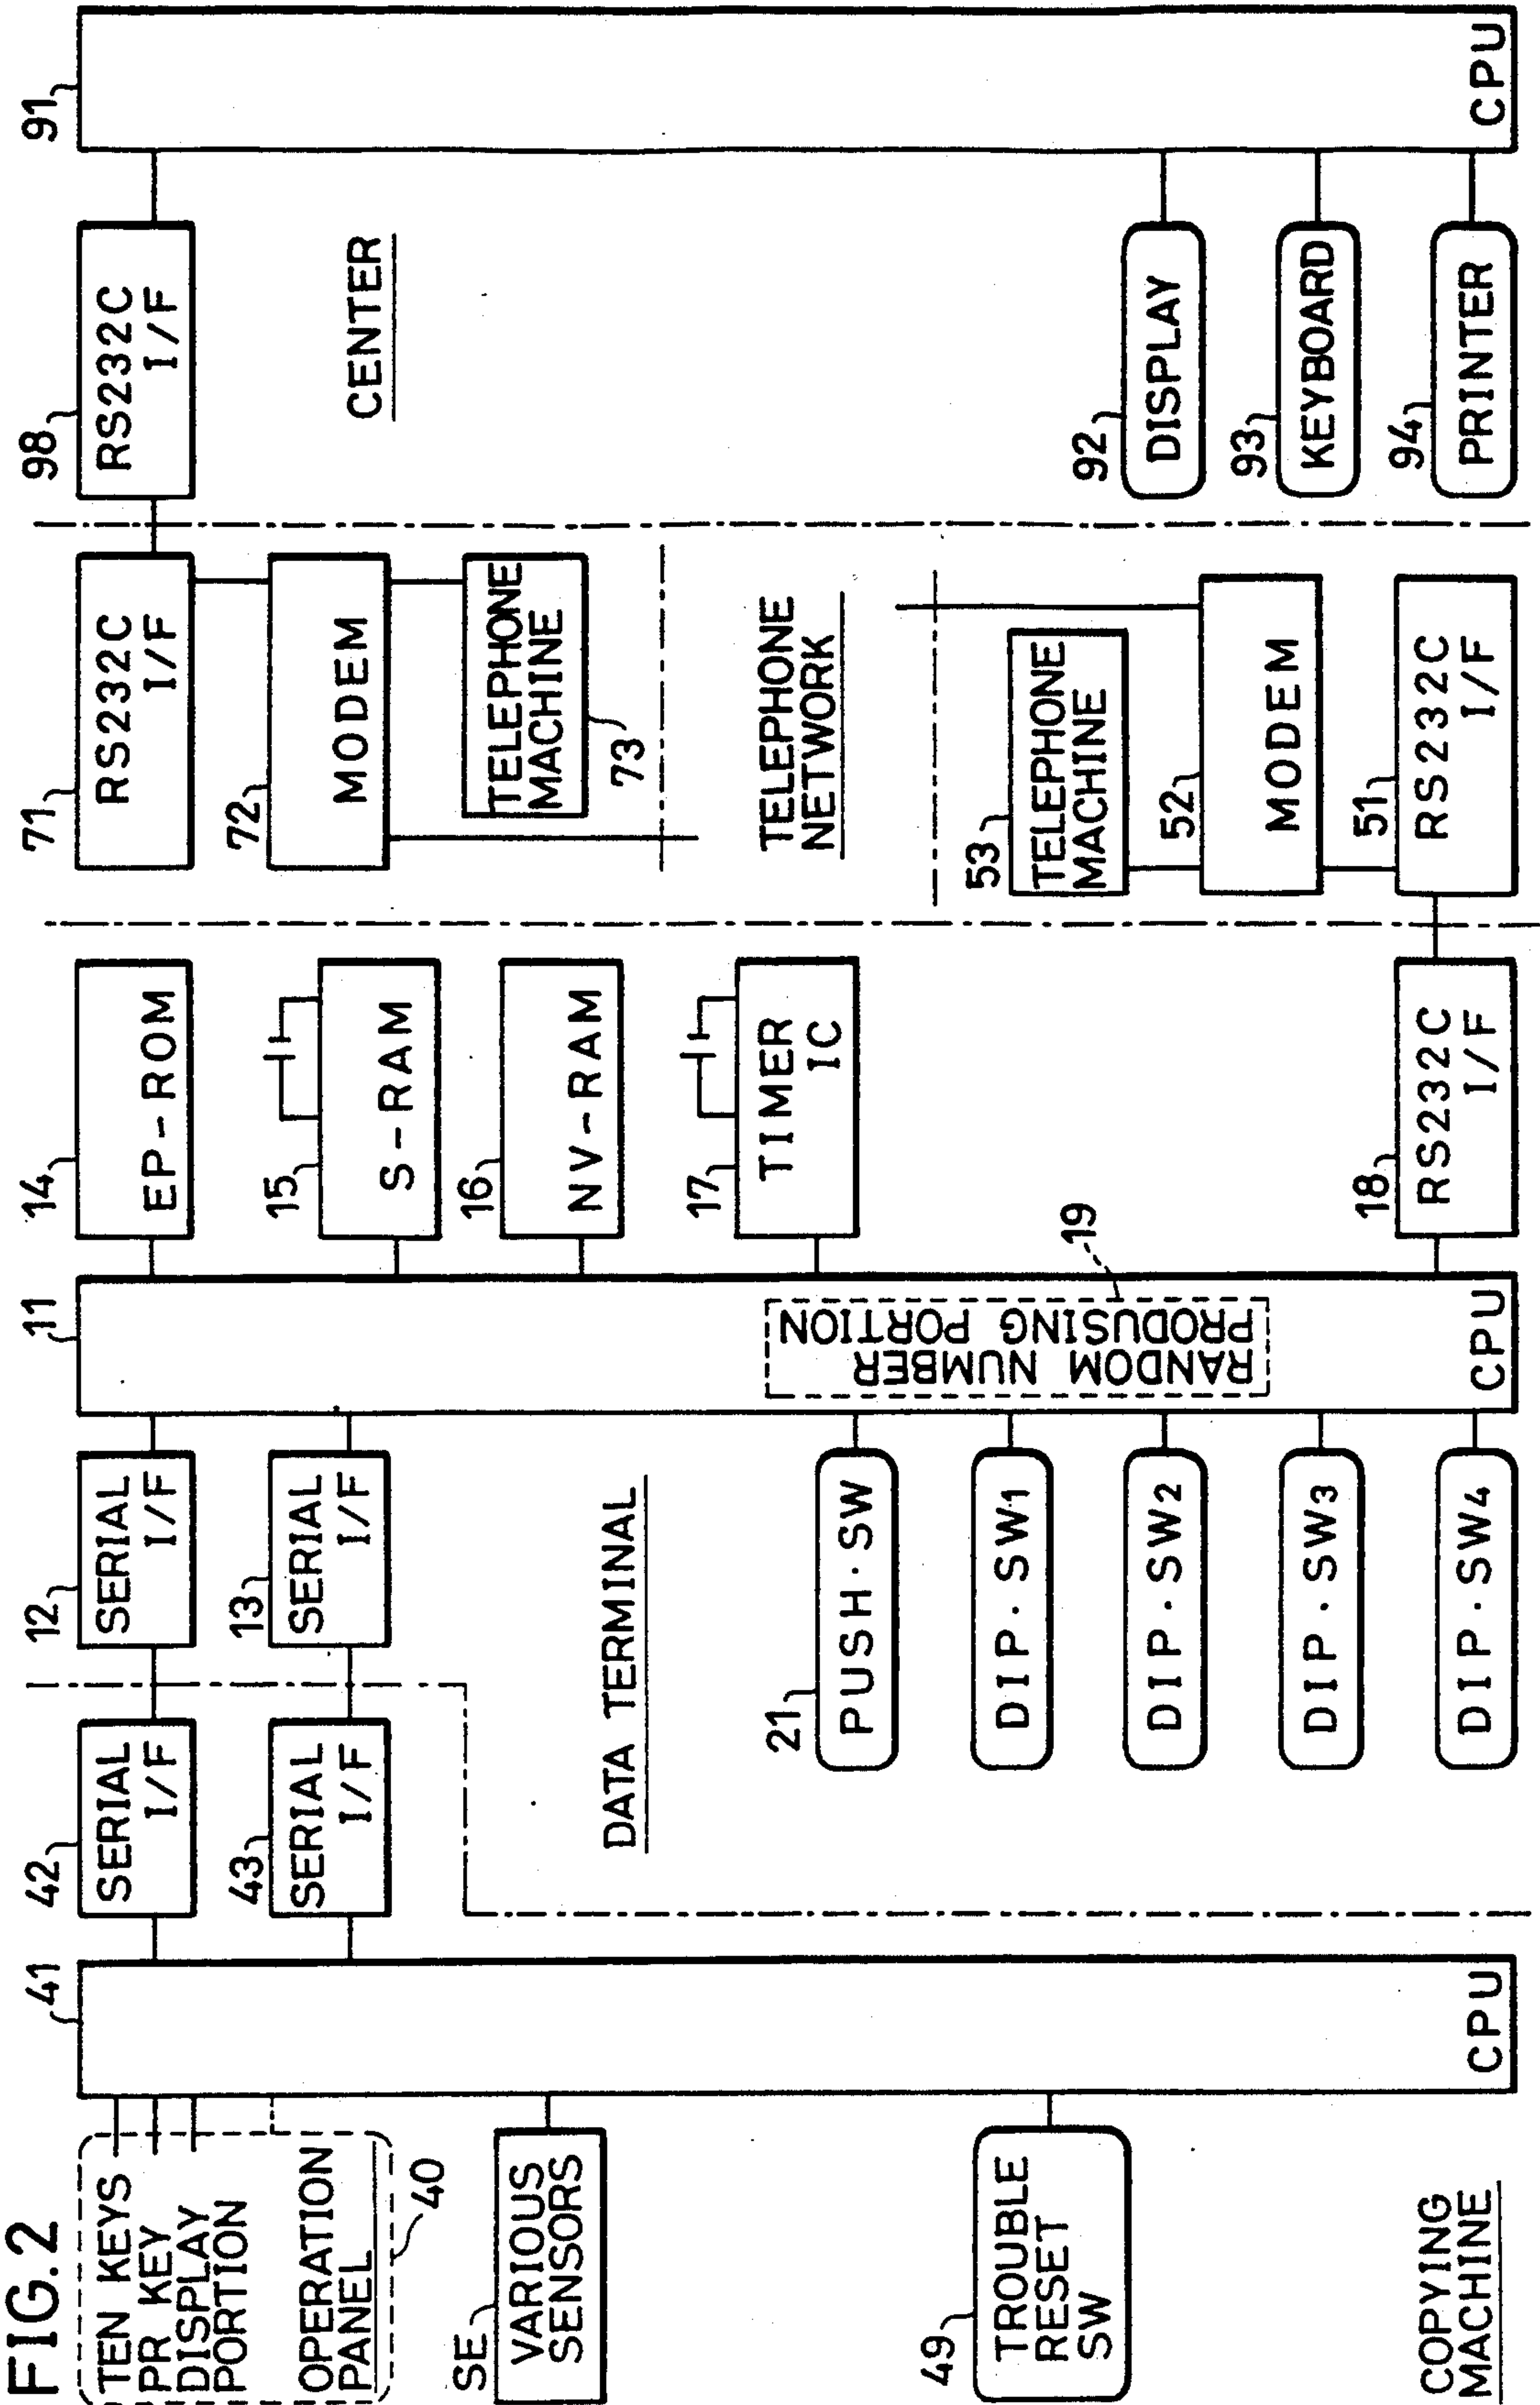 FIG.2
TEN KEYS
PR KEY
DISPLAY
PORTION
OPERATION
PANEL
40
SE
VARIOUS
SENSORS
49
TROUBLE
RESET
SW
COPYING
MACHINE
41
CPU
42
SERIAL
I/F
43
SERIAL
I/F
12
SERIAL
I/F
13
SERIAL
I/F
DATA TERMINAL
21
PUSH·SW
DIP·SW1
DIP·SW2
DIP·SW3
DIP·SW4
11
RANDOM NUMBER
PRODUSING PORTION
19
CPU
14
EP-ROM
15
S-RAM
16
NV-RAM
17
TIMER
IC
18
RS232C
I/F
71
RS232C
I/F
72
MODEM
TELEPHONE
MACHINE
73
TELEPHONE
NETWORK
53
TELEPHONE
MACHINE
52
MODEM
51
RS232C
I/F
98
RS232C
I/F
CENTER
92
DISPLAY
93
KEYBOARD
94
PRINTER
91
CPU